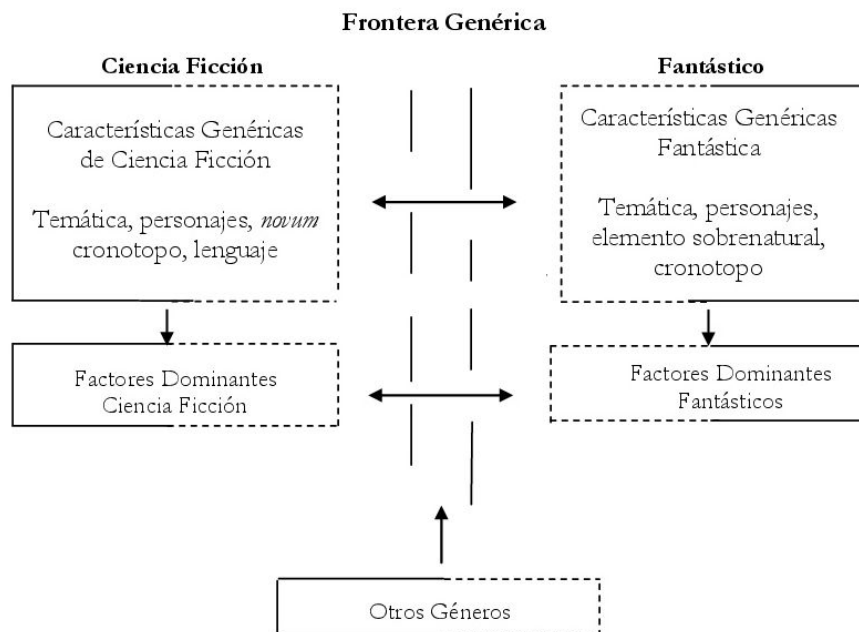 Frontera Genérica
Ciencia Ficción
Características Genéricas
de Ciencia Ficción
Temática, personajes, novum
cronotopo, lenguaje
Factores Dominantes
Ciencia Ficción
Fantástico
Características Genéricas
Fantástica
Temática, personajes,
elemento sobrenatural,
cronotopo
Factores Dominantes
Fantásticos
Otros Géneros